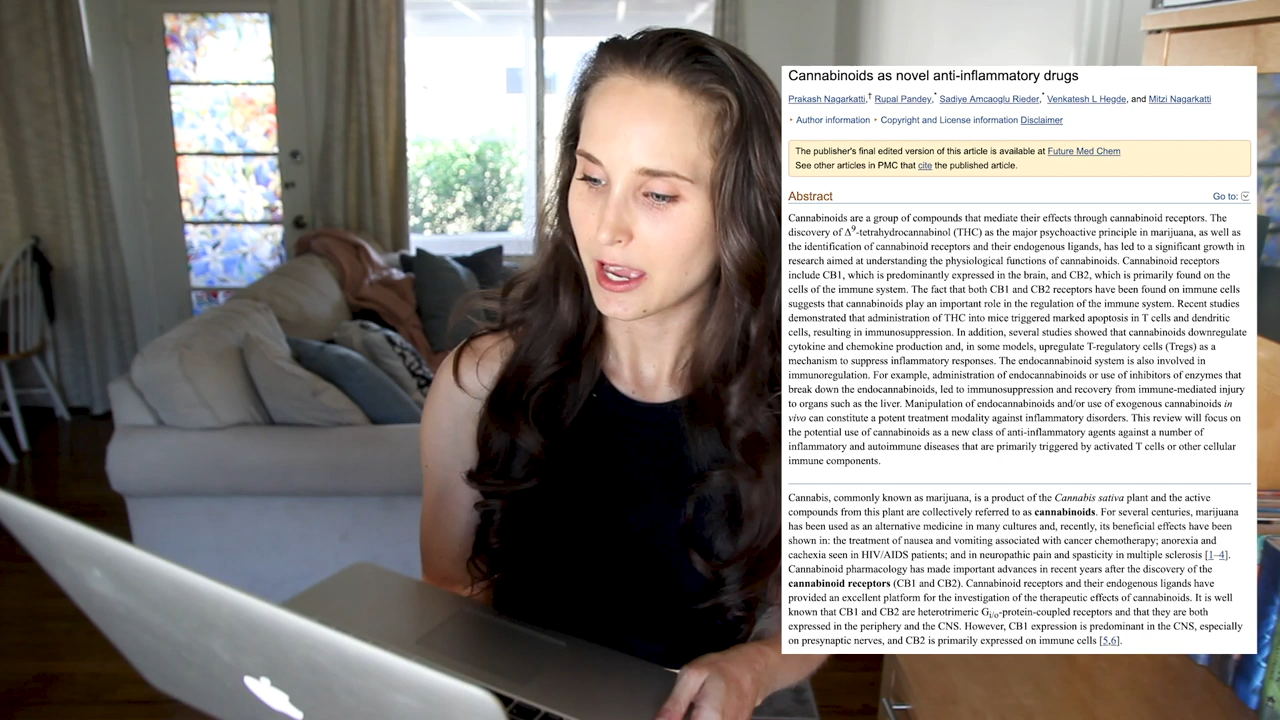 Cannabinoids as novel anti-inflammatory drugs
Prakash Nagarkatti,† Rupal Pandey,* Sadiye Amcaoglu Rieder,* Venkatesh L Hegde, and Mitzi Nagarkatti
• Author information • Copyright and License information Disclaimer
The publisher's final edited version of this article is available at Future Med Chem
See other articles in PMC that cite the published article.
Abstract
Go to:
Cannabinoids are a group of compounds that mediate their effects through cannabinoid receptors. The
discovery of Δ9-tetrahydrocannabinol (THC) as the major psychoactive principle in marijuana, as well as
the identification of cannabinoid receptors and their endogenous ligands, has led to a significant growth in
research aimed at understanding the physiological functions of cannabinoids. Cannabinoid receptors
include CB1, which is predominantly expressed in the brain, and CB2, which is primarily found on the
cells of the immune system. The fact that both CB1 and CB2 receptors have been found on immune cells
suggests that cannabinoids play an important role in the regulation of the immune system. Recent studies
demonstrated that administration of THC into mice triggered marked apoptosis in T cells and dendritic
cells, resulting in immunosuppression. In addition, several studies showed that cannabinoids downregulate
cytokine and chemokine production and, in some models, upregulate T-regulatory cells (Tregs) as a
mechanism to suppress inflammatory responses. The endocannabinoid system is also involved in
immunoregulation. For example, administration of endocannabinoids or use of inhibitors of enzymes that
break down the endocannabinoids, led to immunosuppression and recovery from immune-mediated injury
to organs such as the liver. Manipulation of endocannabinoids and/or use of exogenous cannabinoids in
vivo can constitute a potent treatment modality against inflammatory disorders. This review will focus on
the potential use of cannabinoids as a new class of anti-inflammatory agents against a number of
inflammatory and autoimmune diseases that are primarily triggered by activated T cells or other cellular
immune components.
Cannabis, commonly known as marijuana, is a product of the Cannabis sativa plant and the active
compounds from this plant are collectively referred to as cannabinoids. For several centuries, marijuana
has been used as an alternative medicine in many cultures and, recently, its beneficial effects have been
shown in: the treatment of nausea and vomiting associated with cancer chemotherapy; anorexia and
cachexia seen in HIV/AIDS patients; and in neuropathic pain and spasticity in multiple sclerosis [1–4].
Cannabinoid pharmacology has made important advances in recent years after the discovery of the
cannabinoid receptors (CB1 and CB2). Cannabinoid receptors and their endogenous ligands have
provided an excellent platform for the investigation of the therapeutic effects of cannabinoids. It is well
known that CB1 and CB2 are heterotrimeric Gi/o-protein-coupled receptors and that they are both
expressed in the periphery and the CNS. However, CB1 expression is predominant in the CNS, especially
on presynaptic nerves, and CB2 is primarily expressed on immune cells [5,6].